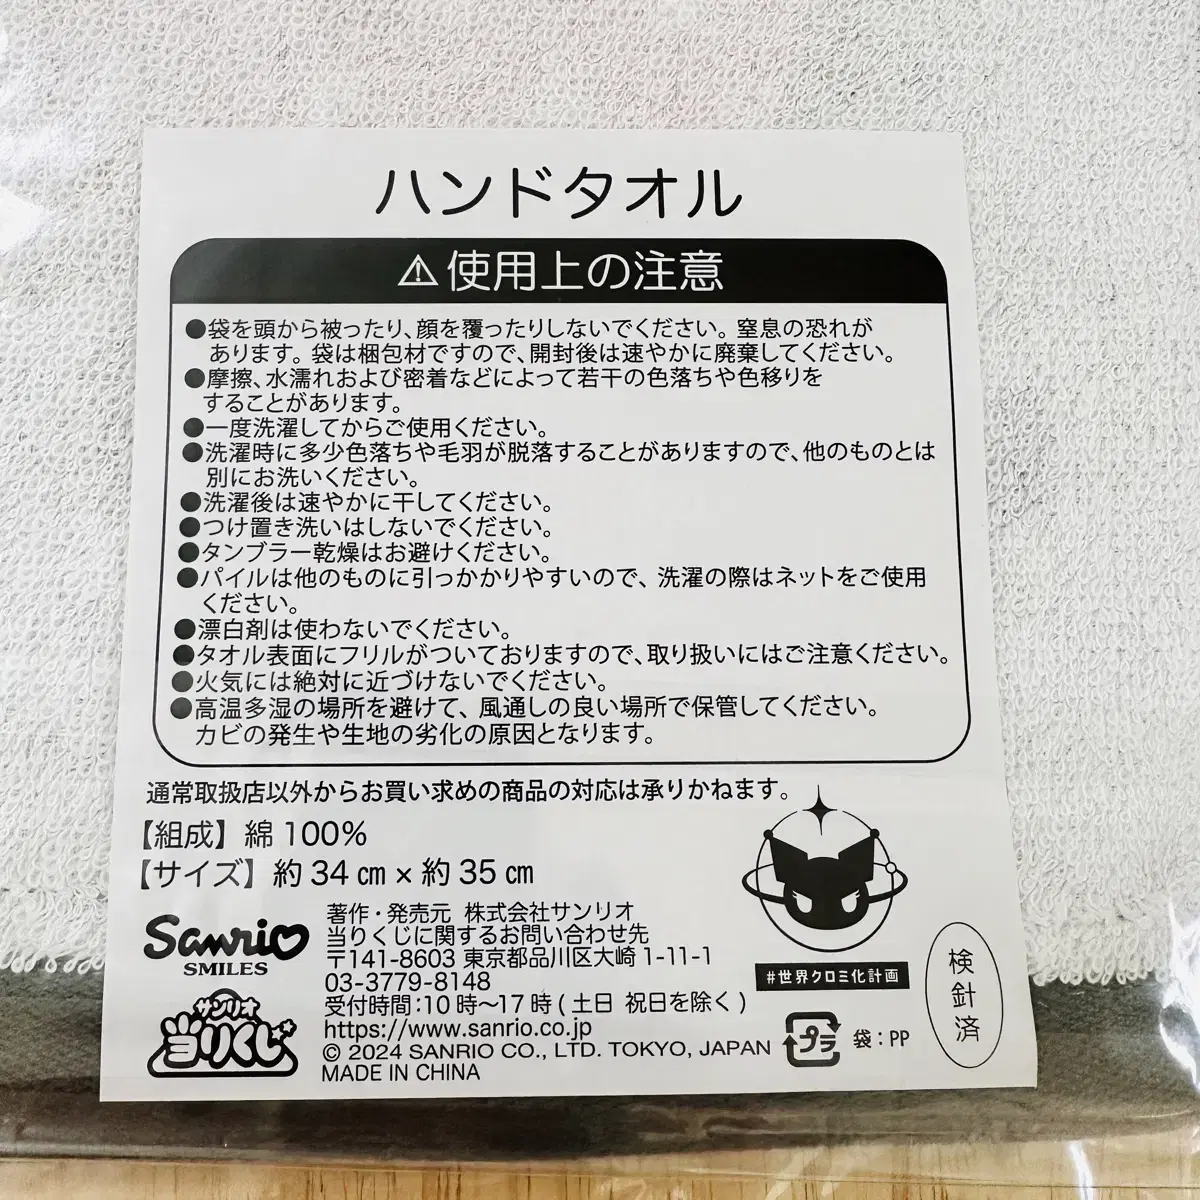 ハンドタオル
⚠使用上の注意
●袋を頭から被ったり、顔を覆ったりしないでください。窒息の恐れが
あります。袋は梱包材ですので、開封後は速やかに廃棄してください。
●摩擦、水濡れおよび密着などによって若干の色落ちや色移りを
することがあります。
●一度洗濯してからご使用ください。
●洗濯時に多少色落ちや毛羽が脱落することがありますので、他のものとは
別にお洗いください。
●洗濯後は速やかに干してください。
●つけ置き洗いはしないでください。
●タンブラー乾燥はお避けください。
●パイルは他のものに引っかかりやすいので、洗濯の際はネットをご使用
ください。
●漂白剤は使わないでください。
●タオル表面にフリルがついておりますので、取り扱いにはご注意ください。
●火気には絶対に近づけないでください。
●高温多湿の場所を避けて、風通しの良い場所で保管してください。
カビの発生や生地の劣化の原因となります。
通常取扱店以外からお買い求めの商品の対応は承りかねます。
【組成】綿100%
【サイズ】約34㎝×約35㎝
Sanrio
SMILES
サンリオ
当りくじ
著作・発売元 株式会社サンリオ
当りくじに関するお問い合わせ先
〒141-8603 東京都品川区大崎1-11-1
03-3779-8148
受付時間:10時〜17時(土日 祝日を除く)
https://www.sanrio.co.jp
© 2024 SANRIO CO., LTD. TOKYO, JAPAN
MADE IN CHINA
#世界クロミ化計画
プラ
袋:PP
検針済